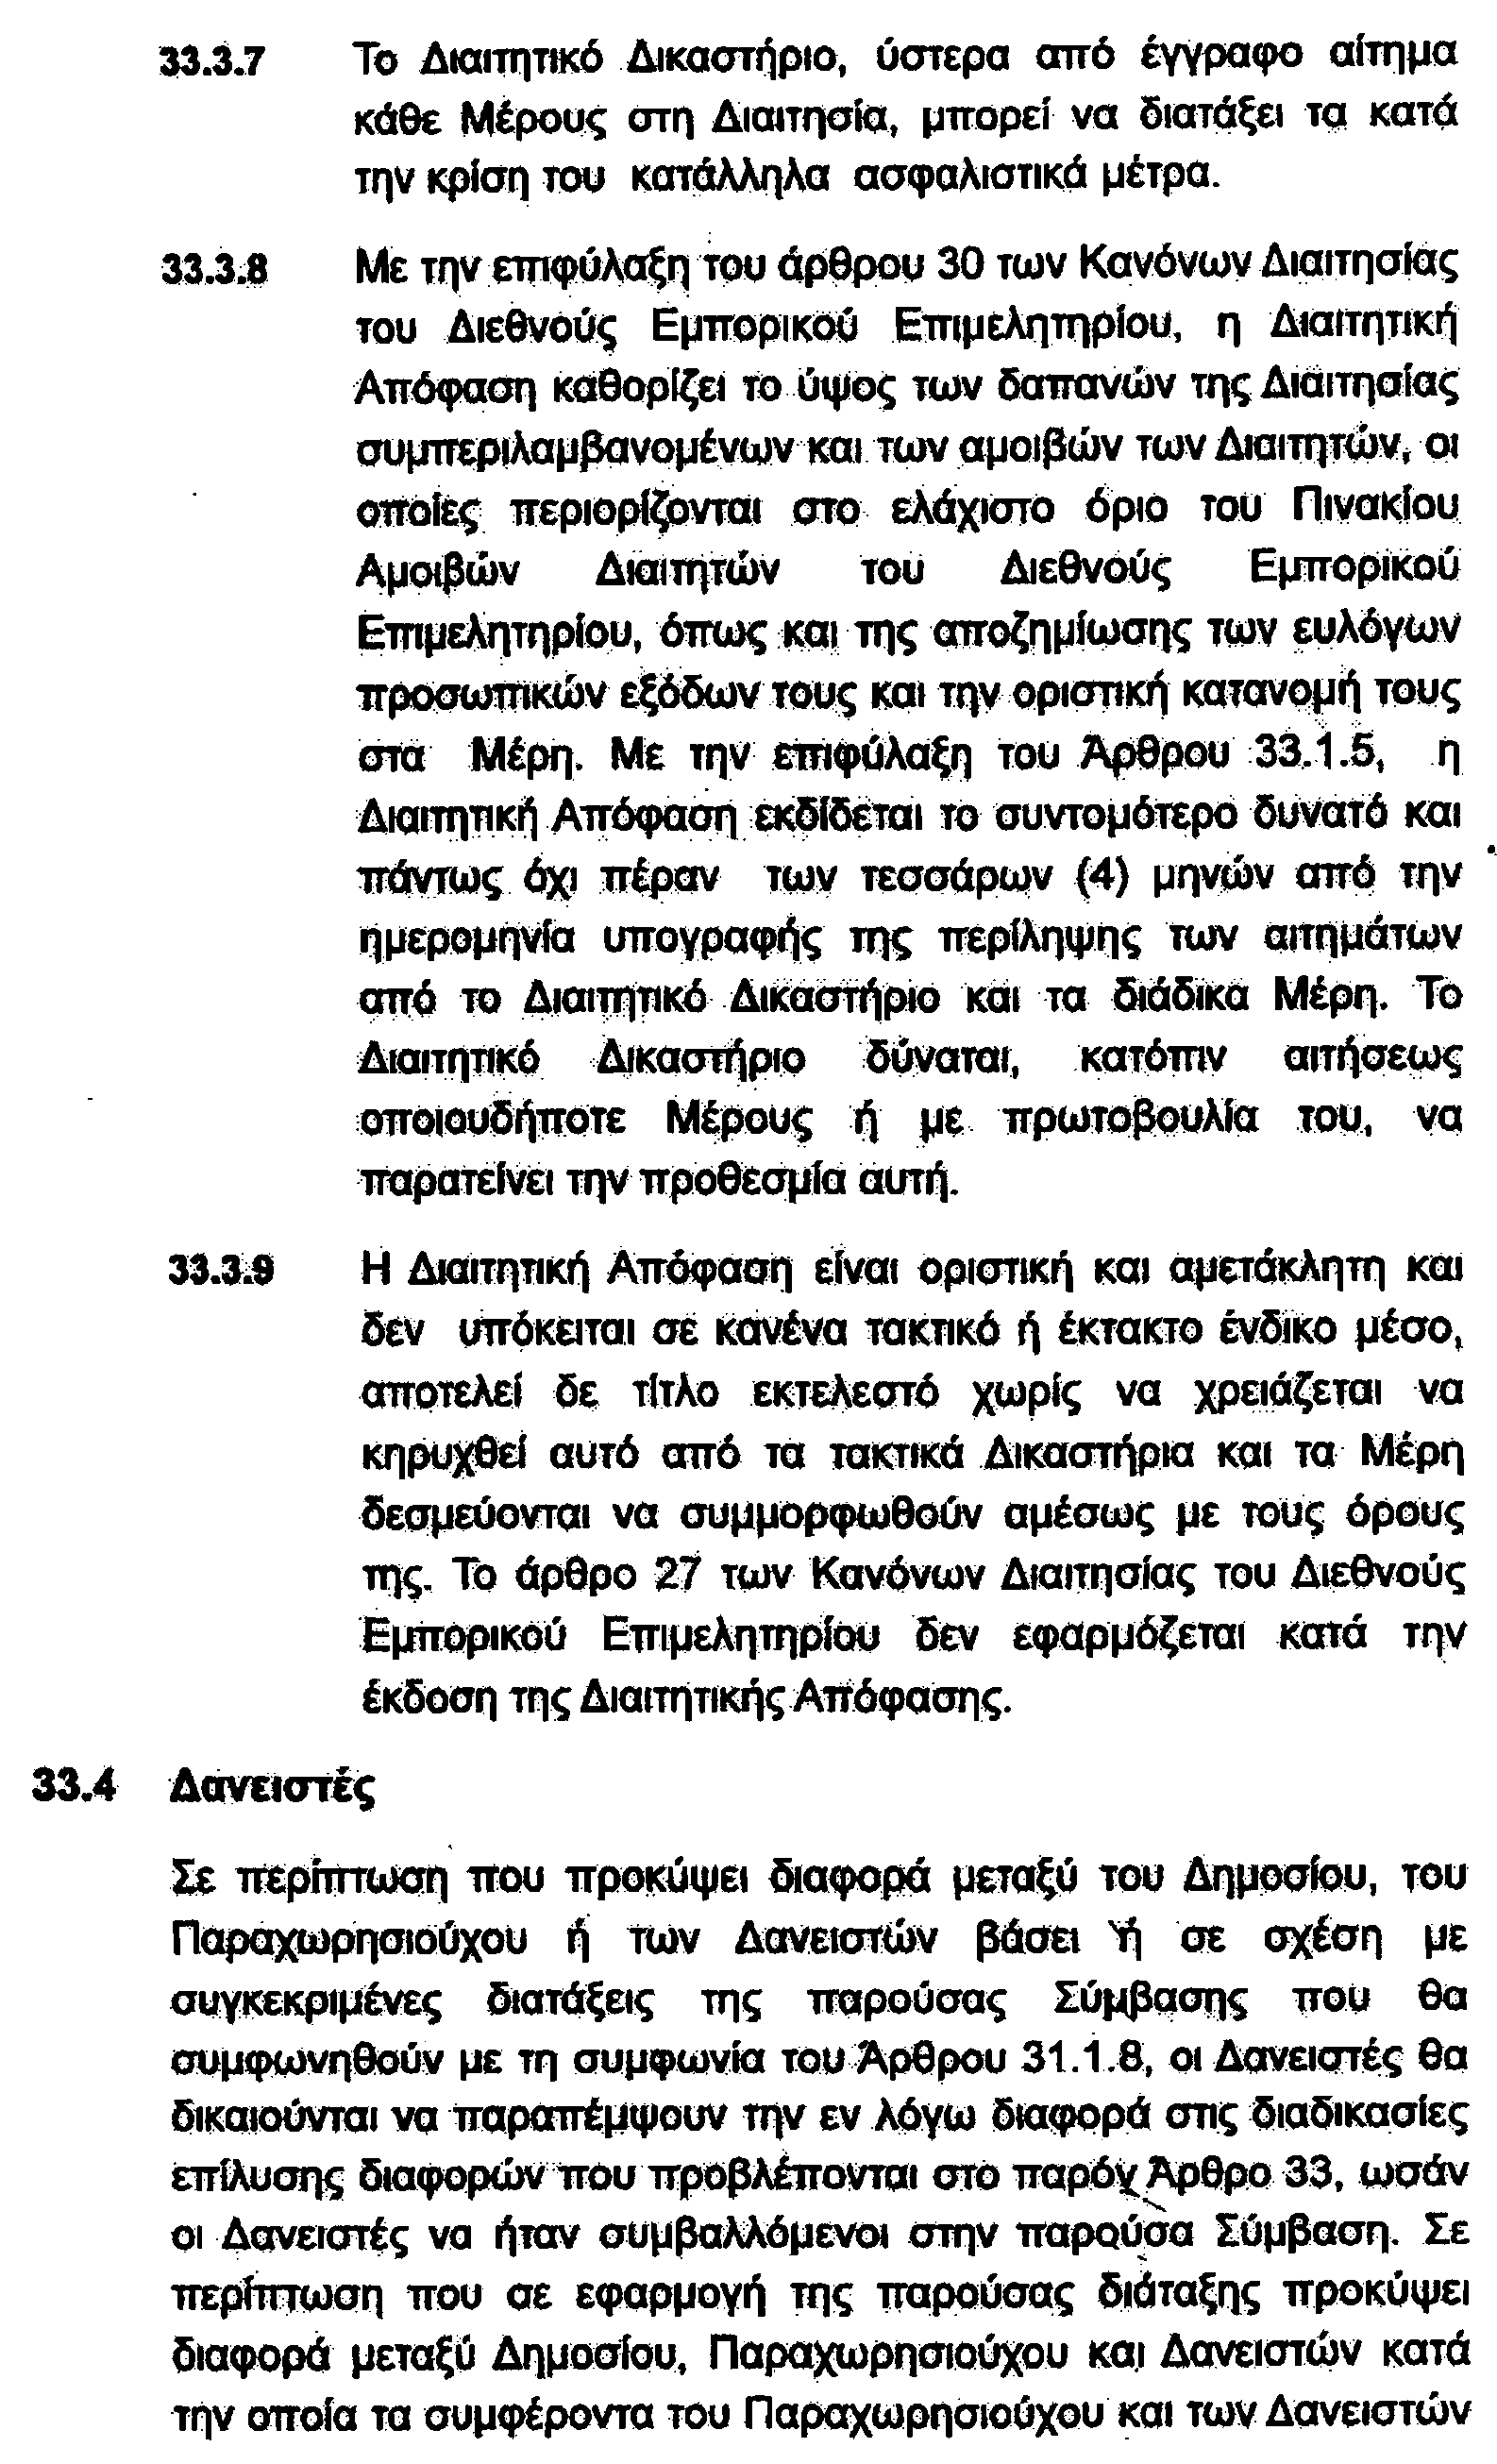 33.3.7 Το Διαιτητικό Δικαστήριο, ύστερα από έγγραφο αίτημα
κάθε Μέρους στη Διαιτησία, μπορεί να διατάξει τα κατά
την κρίση του κατάλληλα ασφαλιστικά μέτρα.
33.3.8 Με την επιφύλαξη του άρθρου 30 των Κανόνων Διαιτησίας
του Διεθνούς Εμπορικού Επιμελητηρίου, η Διαιτητική
Απόφαση καθορίζει το ύψος των δαπανών της Διαιτησίας
συμπεριλαμβανομένων και των αμοιβών των Διαιτητών, οι
οποίες περιορίζονται στο ελάχιστο όριο του Πινακίου
Αμοιβών Διαιτητών του Διεθνούς Εμπορικού
Επιμελητηρίου, όπως και της αποζημίωσης των ευλόγων
προσωπικών εξόδων τους και την οριστική κατανομή τους
στα Μέρη. Με την επιφύλαξη του Άρθρου 33.1.5, η
Διαιτητική Απόφαση εκδίδεται το συντομότερο δυνατό και
πάντως όχι πέραν των τεσσάρων (4) μηνών από την
ημερομηνία υπογραφής της περίληψης των αιτημάτων
από το Διαιτητικό Δικαστήριο και τα διάδικα Μέρη. Το
Διαιτητικό Δικαστήριο δύναται, κατόπιν αιτήσεως
οποιουδήποτε Μέρους ή με πρωτοβουλία του, να
παρατείνει την προθεσμία αυτή.
33.3.9 Η Διαιτητική Απόφαση είναι οριστική και αμετάκλητη και
δεν υπόκειται σε κανένα τακτικό ή έκτακτο ένδικο μέσο,
αποτελεί δε τίτλο εκτελεστό χωρίς να χρειάζεται να
κηρυχθεί αυτό από τα τακτικά Δικαστήρια και τα Μέρη
δεσμεύονται να συμμορφωθούν αμέσως με τους όρους
της. Το άρθρο 27 των Κανόνων Διαιτησίας του Διεθνούς
Εμπορικού Επιμελητηρίου δεν εφαρμόζεται κατά την
έκδοση της Διαιτητικής Απόφασης.
33.4 Δανειστές
Σε περίπτωση που προκύψει διαφορά μεταξύ του Δημοσίου, του
Παραχωρησιούχου ή των Δανειστών βάσει ή σε σχέση με
συγκεκριμένες διατάξεις της παρούσας Σύμβασης που θα
συμφωνηθούν με τη συμφωνία του Άρθρου 31.1.8, οι Δανειστές θα
δικαιούνται να παραπέμψουν την εν λόγω διαφορά στις διαδικασίες
επίλυσης διαφορών που προβλέπονται στο παρόν Άρθρο 33, ωσάν
οι Δανειστές να ήταν συμβαλλόμενοι στην παρούσα Σύμβαση. Σε
περίπτωση που σε εφαρμογή της παρούσας διάταξης προκύψει
διαφορά μεταξύ Δημοσίου, Παραχωρησιούχου και Δανειστών κατά
την οποία τα συμφέροντα του Παραχωρησιούχου και των Δανειστών